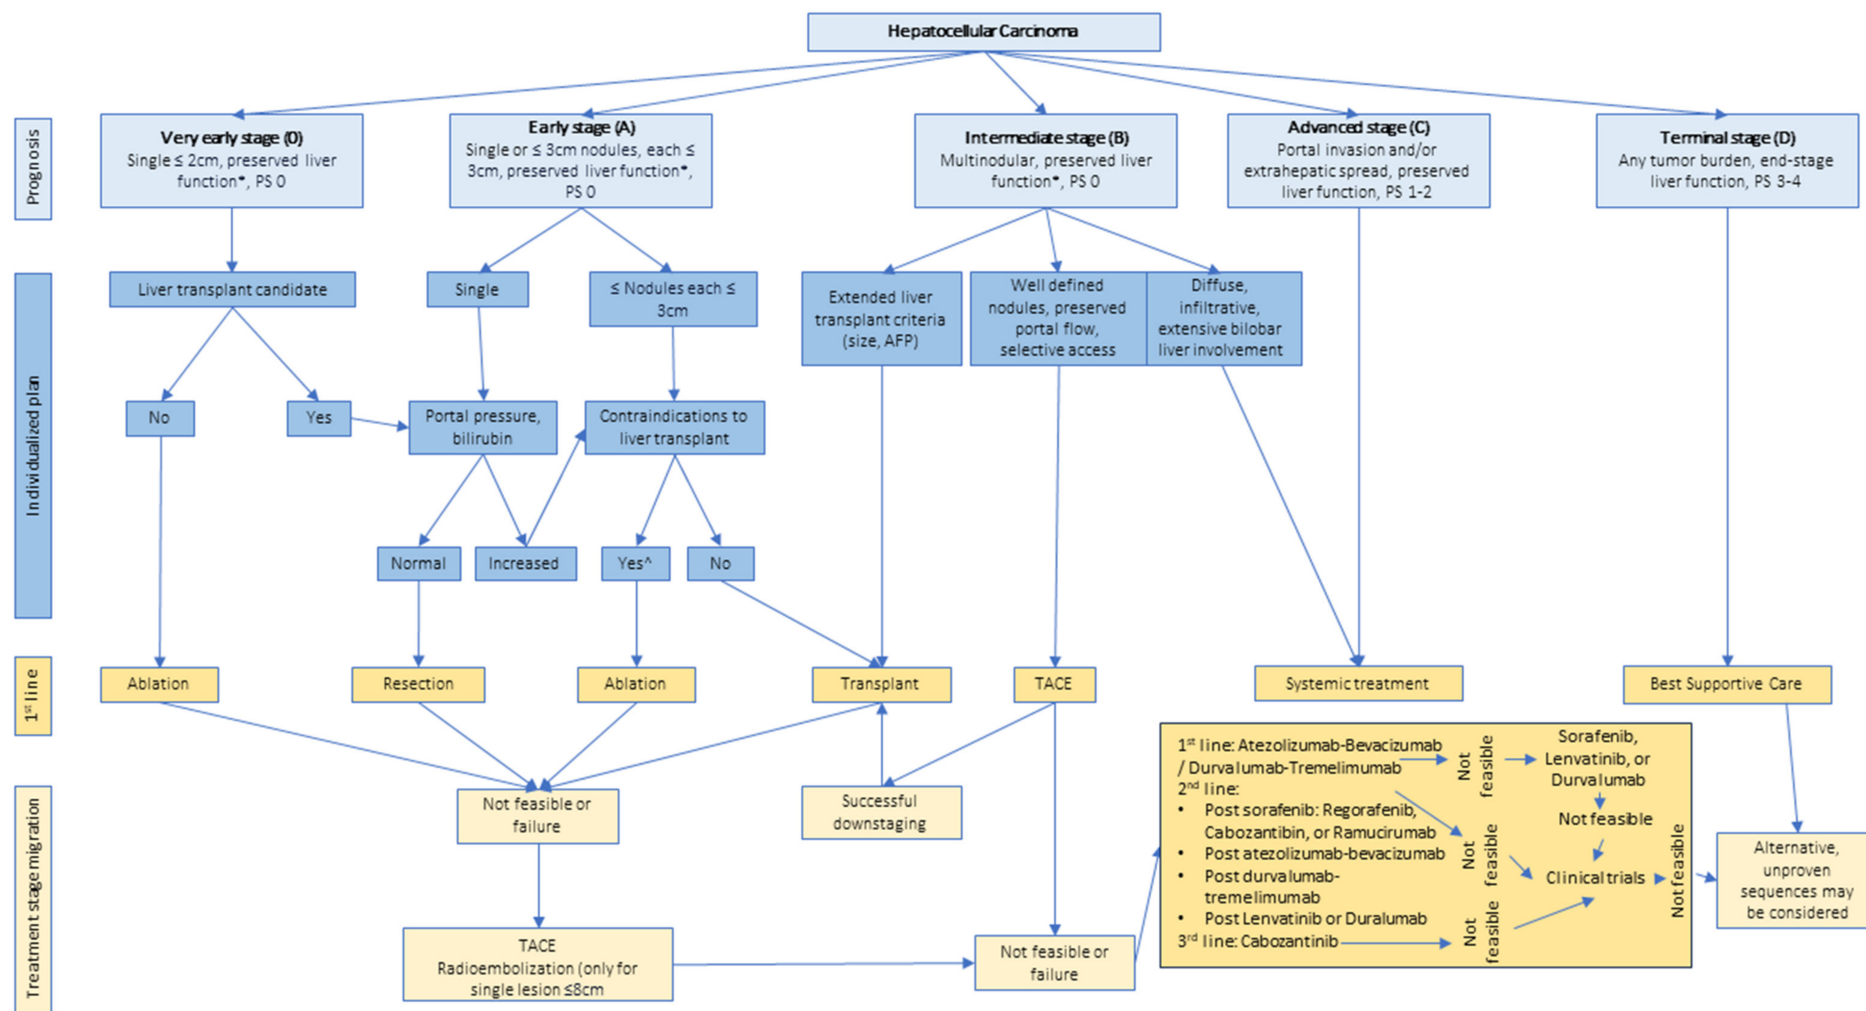 Hepatocellular Carcinoma
Prognosis
Very early stage (0)
Single ≤ 2cm, preserved liver
function*, PS 0
Early stage (A)
Single or ≤ 3cm nodules, each ≤
3cm, preserved liver function*,
PS 0
Intermediate stage (B)
Multinodular, preserved liver
function*, PS 0
Advanced stage (C)
Portal invasion and/or
extrahepatic spread, preserved
liver function, PS 1-2
Terminal stage (D)
Any tumor burden, end-stage
liver function, PS 3-4
Individualized plan
Liver transplant candidate
Single
≤ Nodules each ≤
3cm
Extended liver
transplant criteria
(size, AFP)
Well defined
nodules, preserved
portal flow,
selective access
Diffuse,
infiltrative,
extensive bilobar
liver involvement
No
Yes
Portal pressure,
bilirubin
Contraindications to
liver transplant
Normal
Increased
Yes^
No
1st line
Ablation
Resection
Ablation
Transplant
TACE
Systemic treatment
Best Supportive Care
Treatment stage migration
Not feasible or
failure
Successful
downstaging
TACE
Radioembolization (only for
single lesion ≤8cm
Not feasible or
failure
1st line: Atezolizumab-Bevacizumab
/ Durvalumab-Tremelimumab
2nd line:
• Post sorafenib: Regorafenib,
Cabozantibin, or Ramucirumab
• Post atezolizumab-bevacizumab
• Post durvalumab-
tremelimumab
• Post Lenvatinib or Duralumab
3rd line: Cabozantinib
Not
feasible
Not
feasible
Not
feasible
Sorafenib,
Lenvatinib, or
Durvalumab
Not feasible
Clinical trials
Not feasible
Alternative,
unproven
sequences may
be considered